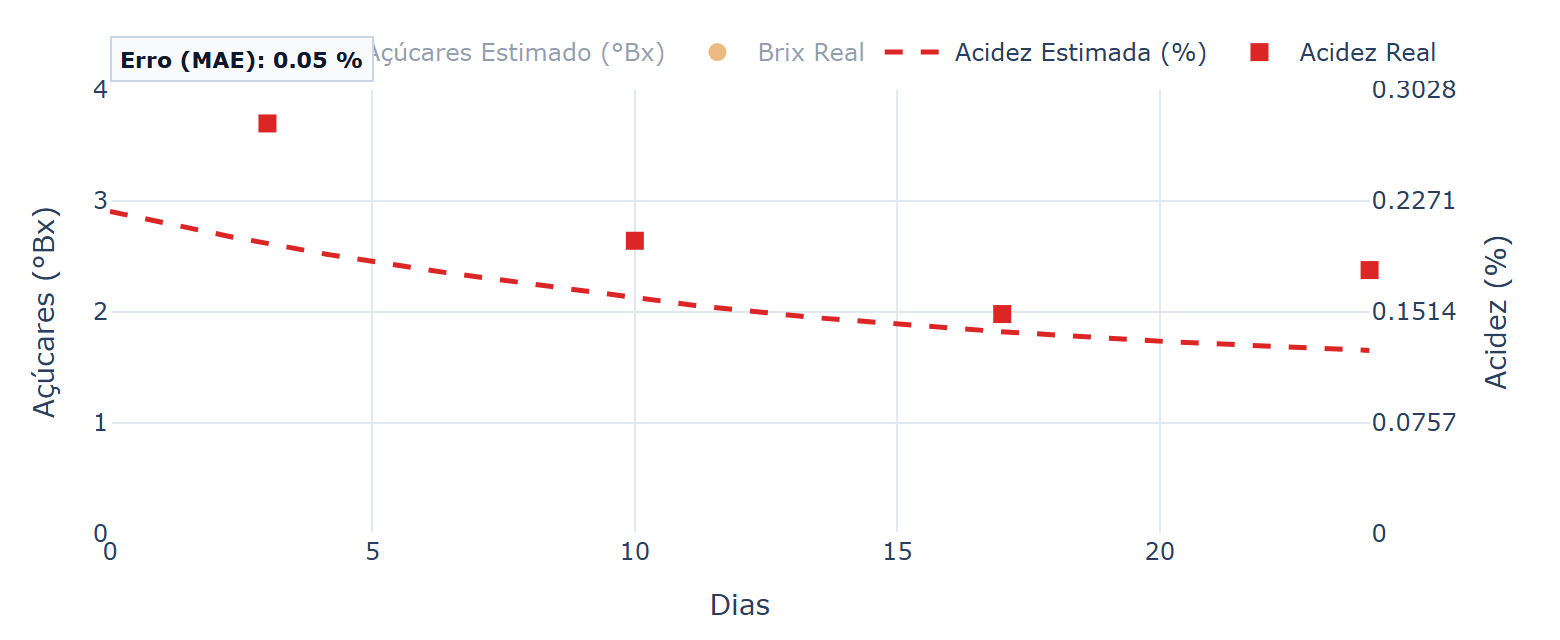 Erro (MAE): 0.05 %
Açúcares Estimado (°Bx) Brix Real Acidez Estimada (%) Acidez Real
4
3
2
1
0
Açúcares (°Bx)
0.3028
0.2271
0.1514
0.0757
0
Acidez (%)
0 5 10 15 20
Dias